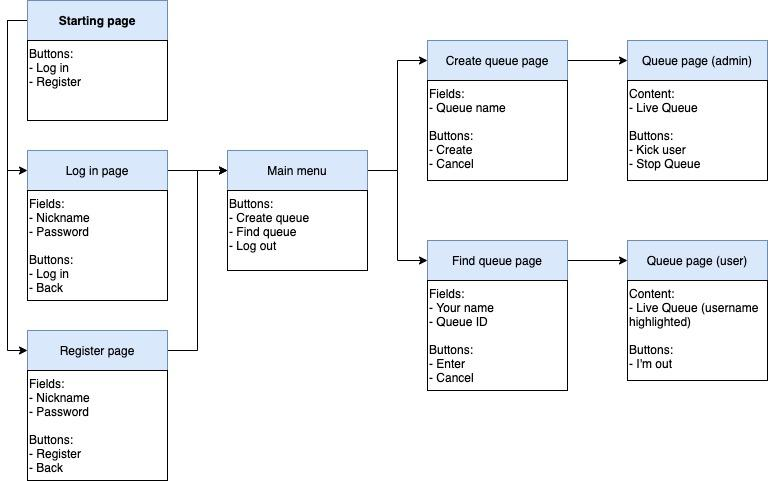 Starting page
Buttons:
- Log in
- Register
Log in page
Fields:
- Nickname
- Password
Buttons:
- Log in
- Back
Register page
Fields:
- Nickname
- Password
Buttons:
- Register
- Back
Main menu
Buttons:
- Create queue
- Find queue
- Log out
Create queue page
Fields:
- Queue name
Buttons:
- Create
- Cancel
Queue page (admin)
Content:
- Live Queue
Buttons:
- Kick user
- Stop Queue
Find queue page
Fields:
- Your name
- Queue ID
Buttons:
- Enter
- Cancel
Queue page (user)
Content:
- Live Queue (username
highlighted)
Buttons:
- I'm out